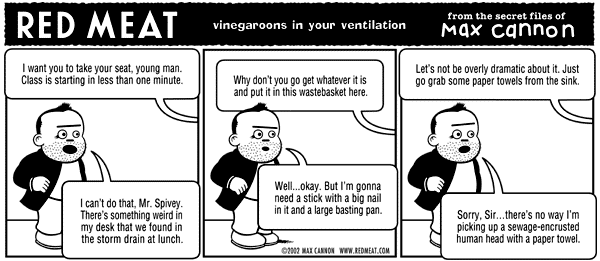 RED MEAT
vinegaroons in your ventilation
from the secret files of
Max cannon
I want you to take your seat, young man.
Class is starting in less than one minute.
I can't do that, Mr. Spivey.
There's something weird in
my desk that we found in
the storm drain at lunch.
Why don't you go get whatever it is
and put it in this wastebasket here.
Well...okay. But I'm gonna
need a stick with a big nail
in it and a large basting pan.
©2002 MAX CANNON WWW.REDMEAT.COM
Let's not be overly dramatic about it. Just
go grab some paper towels from the sink.
Sorry, Sir...there's no way I'm
picking up a sewage-encrusted
human head with a paper towel.